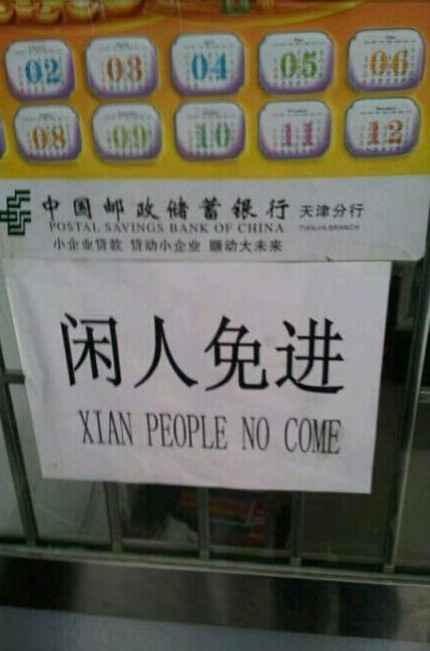 02 03 04 05 06
08 09 10 11 12
中国邮政储蓄银行 天津分行
POSTAL SAVINGS BANK OF CHINA TIANJIN BRANCH
小企业贷款 贷动小企业 赚动大未来
闲人免进
XIAN PEOPLE NO COME